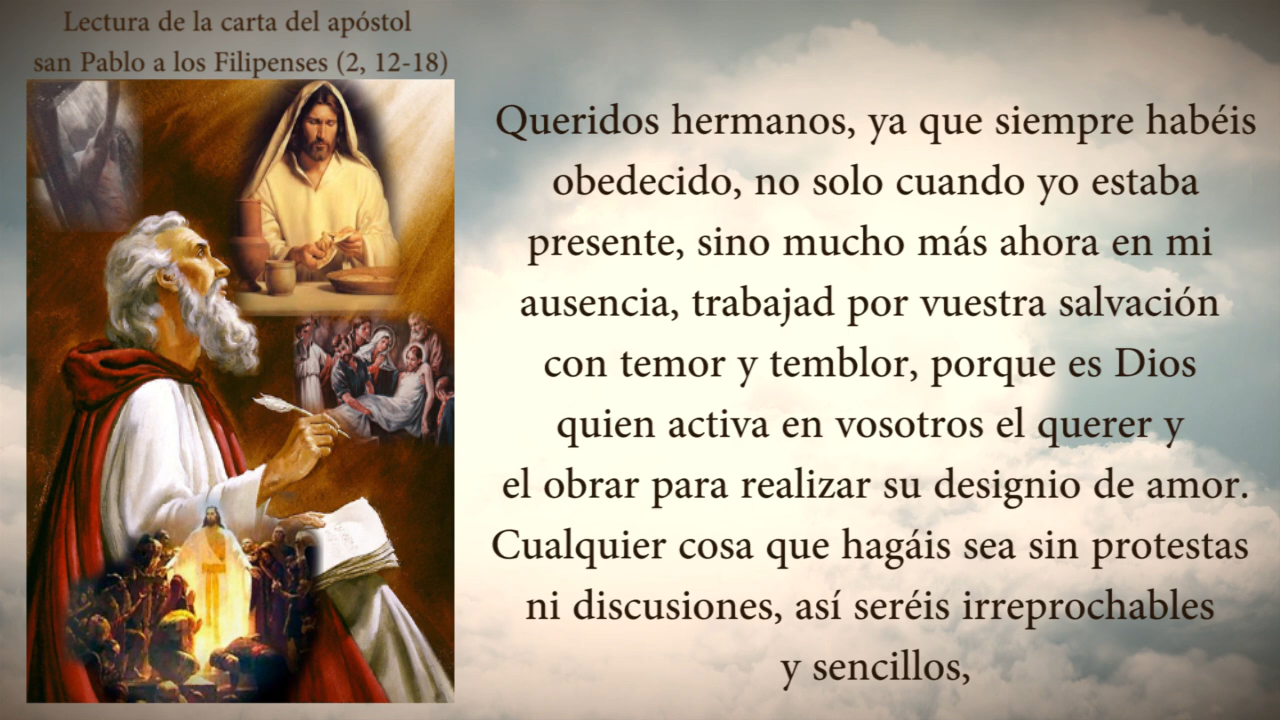 Lectura de la carta del apóstol
san Pablo a los Filipenses (2, 12-18)
Queridos hermanos, ya que siempre habéis
obedecido, no solo cuando yo estaba
presente, sino mucho más ahora en mi
ausencia, trabajad por vuestra salvación
con temor y temblor, porque es Dios
quien activa en vosotros el querer y
el obrar para realizar su designio de amor.
Cualquier cosa que hagáis sea sin protestas
ni discusiones, así seréis irreprochables
y sencillos,